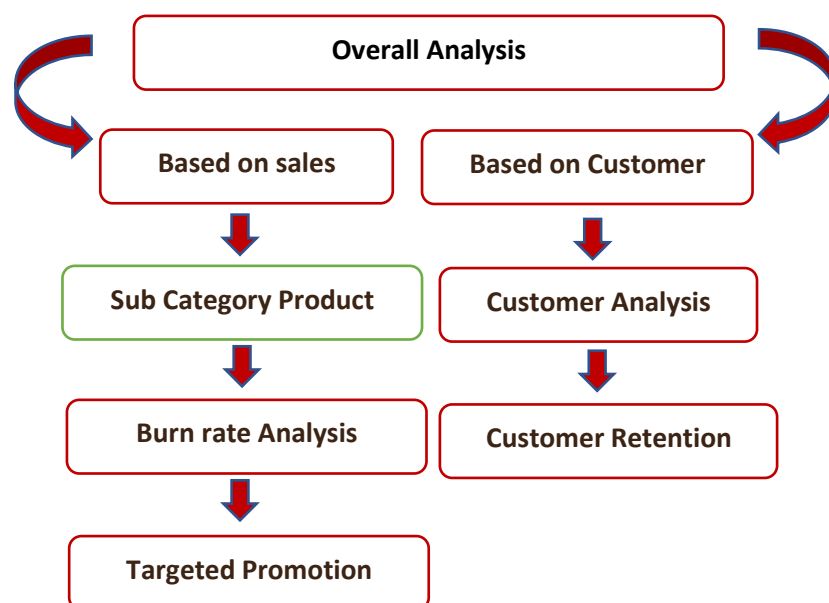 Overall Analysis
Based on sales
Based on Customer
Sub Category Product
Customer Analysis
Burn rate Analysis
Customer Retention
Targeted Promotion